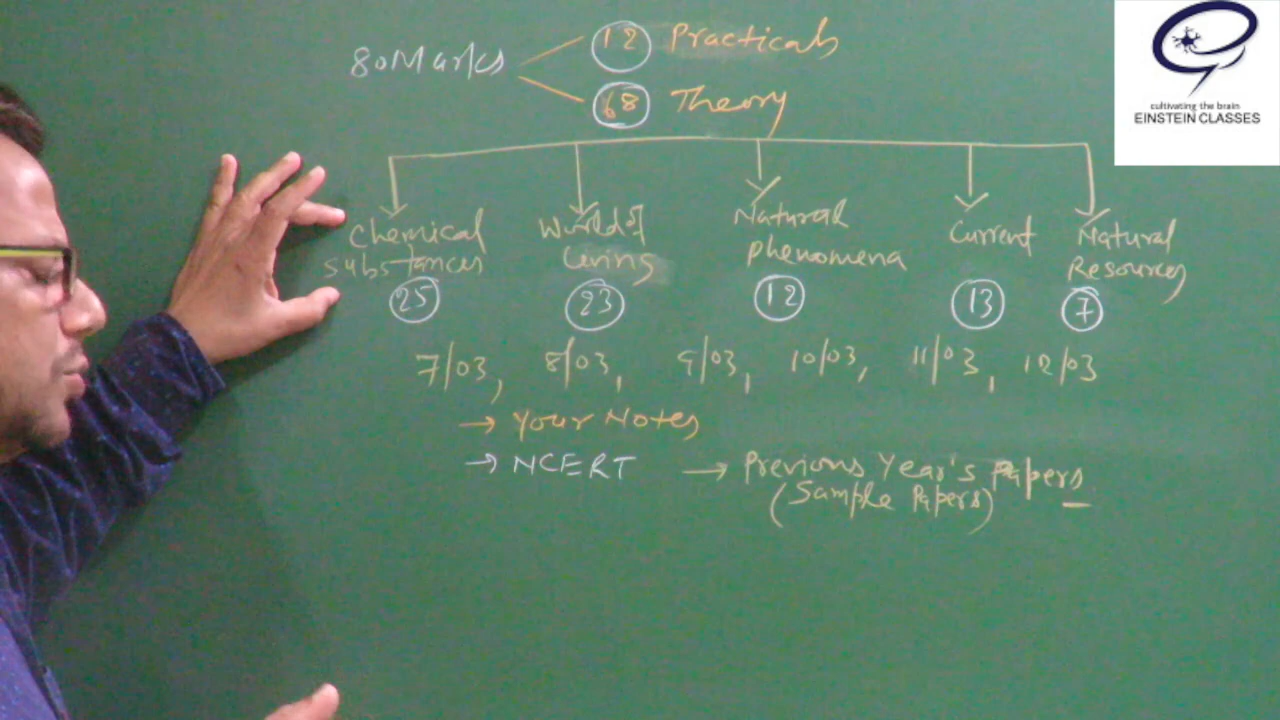 80 Marks
12 Practicals
68 Theory
Chemical substances
25
World of Living
23
Natural phenomena
12
Current
13
Natural Resources
7
7/03, 8/03, 9/03, 10/03, 11/03, 12/03
→ Your Notes
→ NCERT
→ Previous Year's Papers
(Sample Papers)
cultivating the brain
EINSTEIN CLASSES